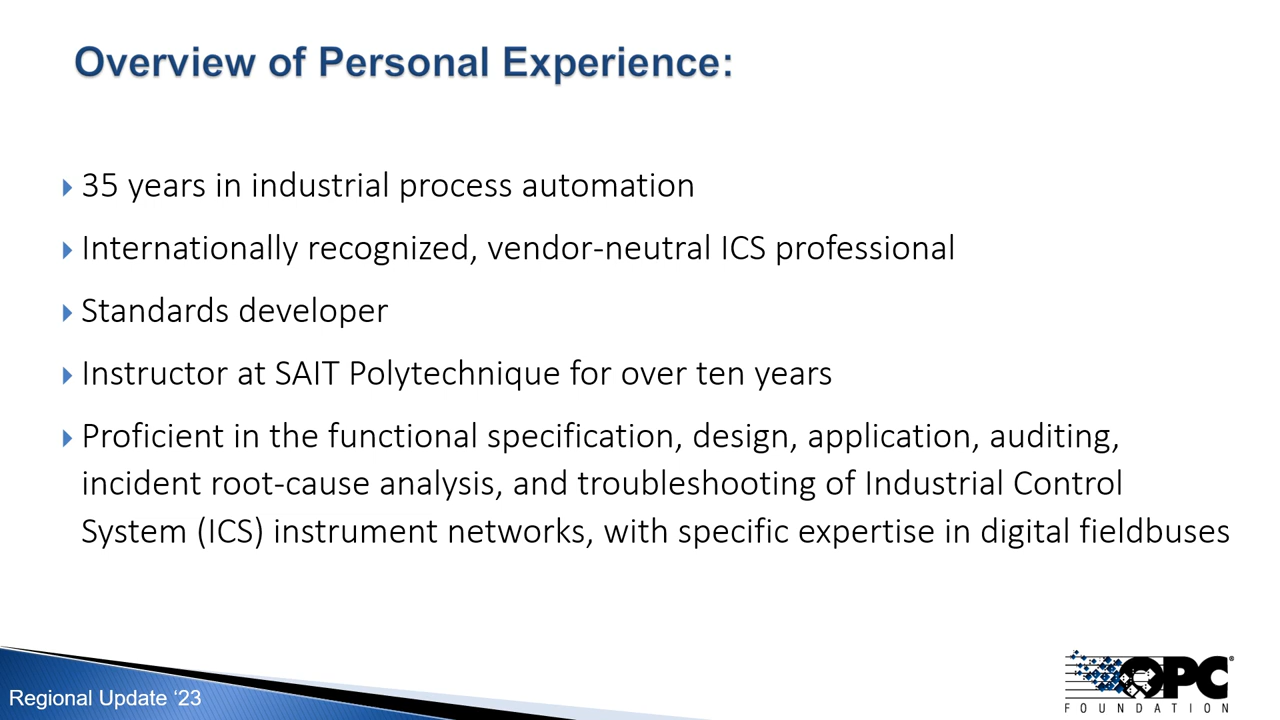 Overview of Personal Experience:
35 years in industrial process automation
Internationally recognized, vendor-neutral ICS professional
Standards developer
Instructor at SAIT Polytechnique for over ten years
Proficient in the functional specification, design, application, auditing,
incident root-cause analysis, and troubleshooting of Industrial Control
System (ICS) instrument networks, with specific expertise in digital fieldbuses
Regional Update ‘23
OPC®
FOUNDATION